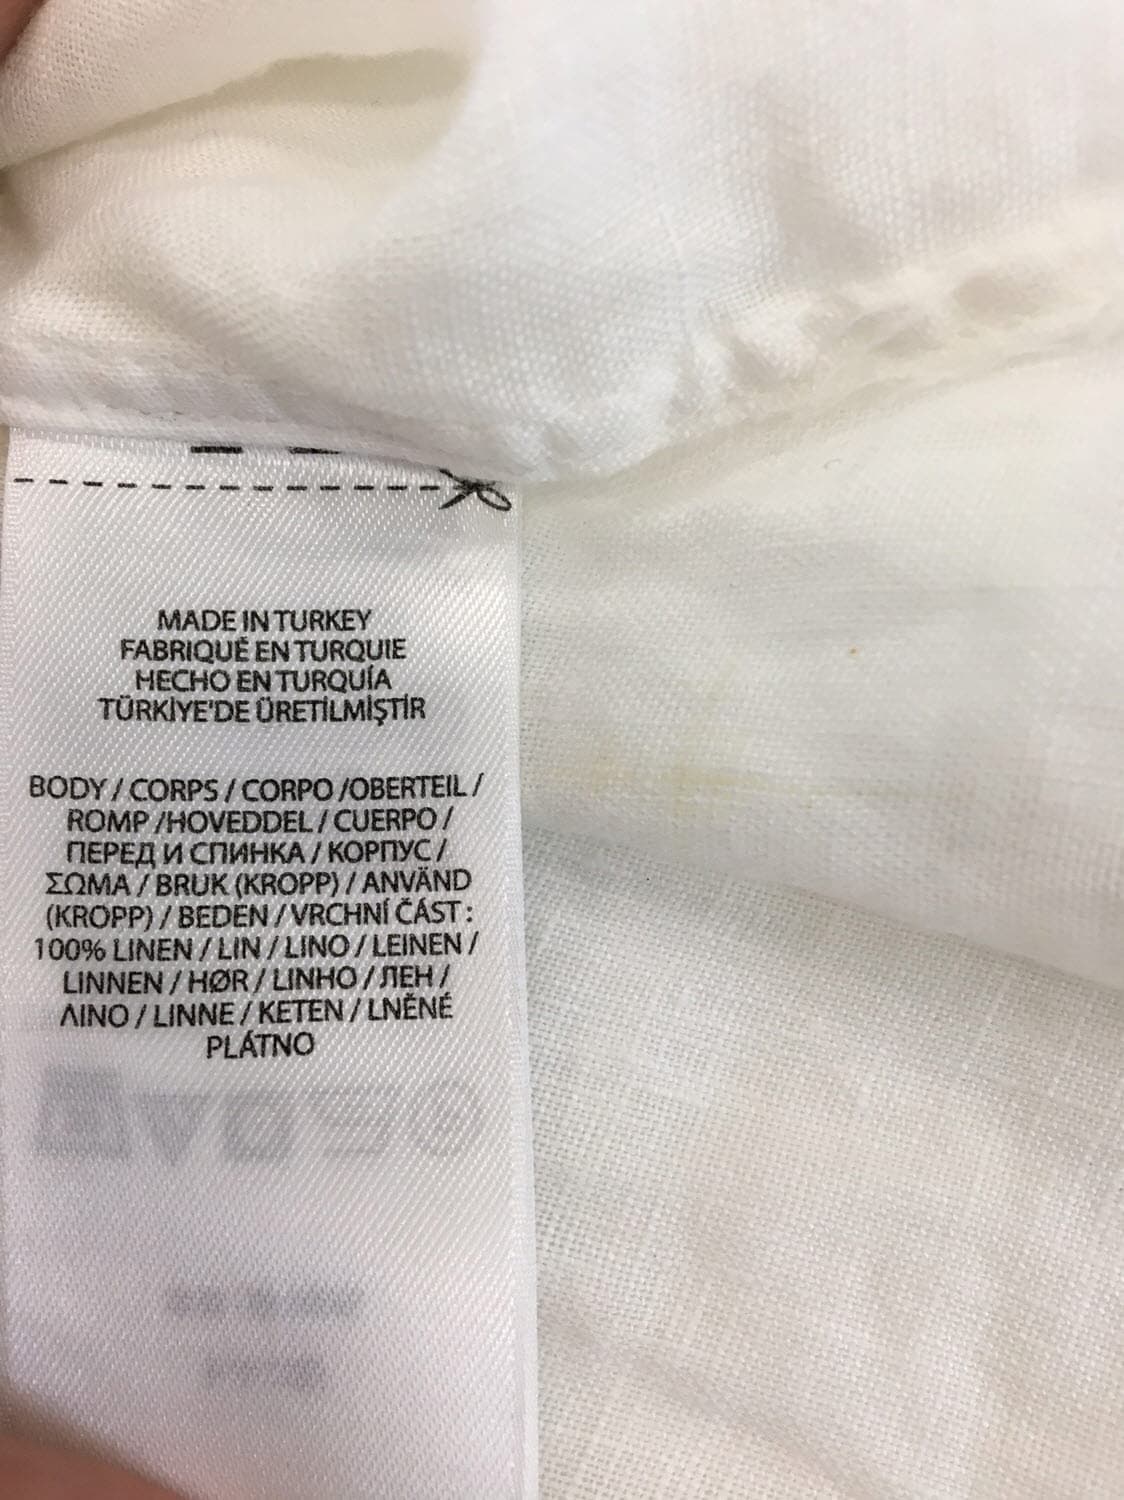 MADE IN TURKEY
FABRIQUÉ EN TURQUIE
HECHO EN TURQUÍA
TÜRKİYE'DE ÜRETİLMİŞTİR
BODY / CORPS / CORPO /OBERTEIL /
ROMP /HOVEDDEL / CUERPO /
ПЕРЕД И СПИНКА / КОРПУС /
ΣΩΜΑ / BRUK (KROPP) / ANVÄND
(KROPP) / BEDEN / VRCHNÍ ČÁST :
100% LINEN / LIN / LINO / LEINEN /
LINNEN / HØR / LINHO / ЛЕН /
ΛΙΝΟ / LINNE / KETEN / LNĚNÉ
PLÁTNO